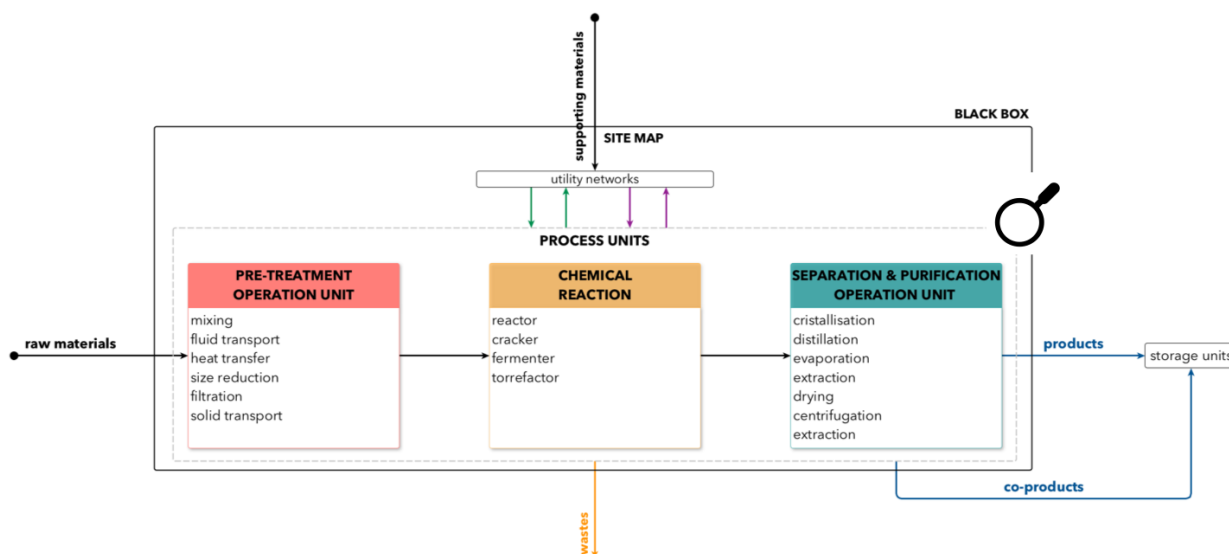 supporting materials
BLACK BOX
SITE MAP
utility networks
PROCESS UNITS
PRE-TREATMENT
OPERATION UNIT
mixing
fluid transport
heat transfer
size reduction
filtration
solid transport
CHEMICAL
REACTION
reactor
cracker
fermenter
torrefactor
SEPARATION & PURIFICATION
OPERATION UNIT
cristallisation
distillation
evaporation
extraction
drying
centrifugation
extraction
raw materials
products
storage units
co-products
wastes